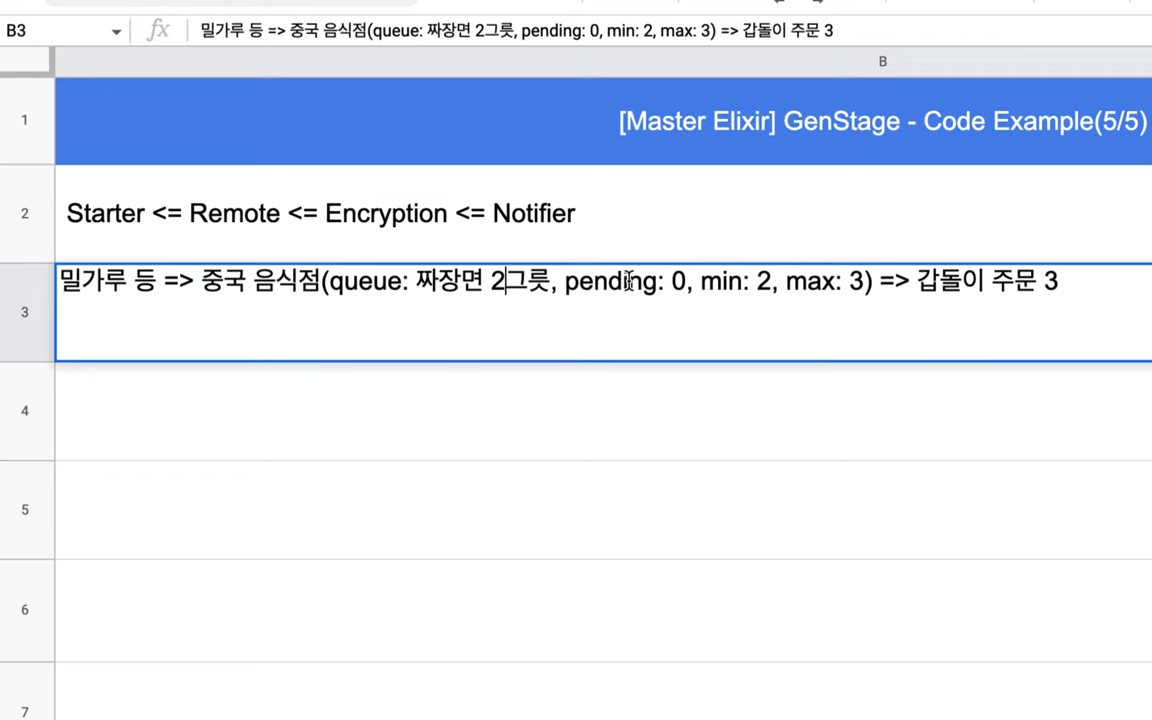 B3
fx
밀가루 등 => 중국 음식점(queue: 짜장면 2그릇, pending: 0, min: 2, max: 3) => 갑돌이 주문 3
B
1
[Master Elixir] GenStage - Code Example(5/5)
2
Starter <= Remote <= Encryption <= Notifier
3
밀가루 등 => 중국 음식점(queue: 짜장면 2그릇, pending: 0, min: 2, max: 3) => 갑돌이 주문 3
4
5
6
7